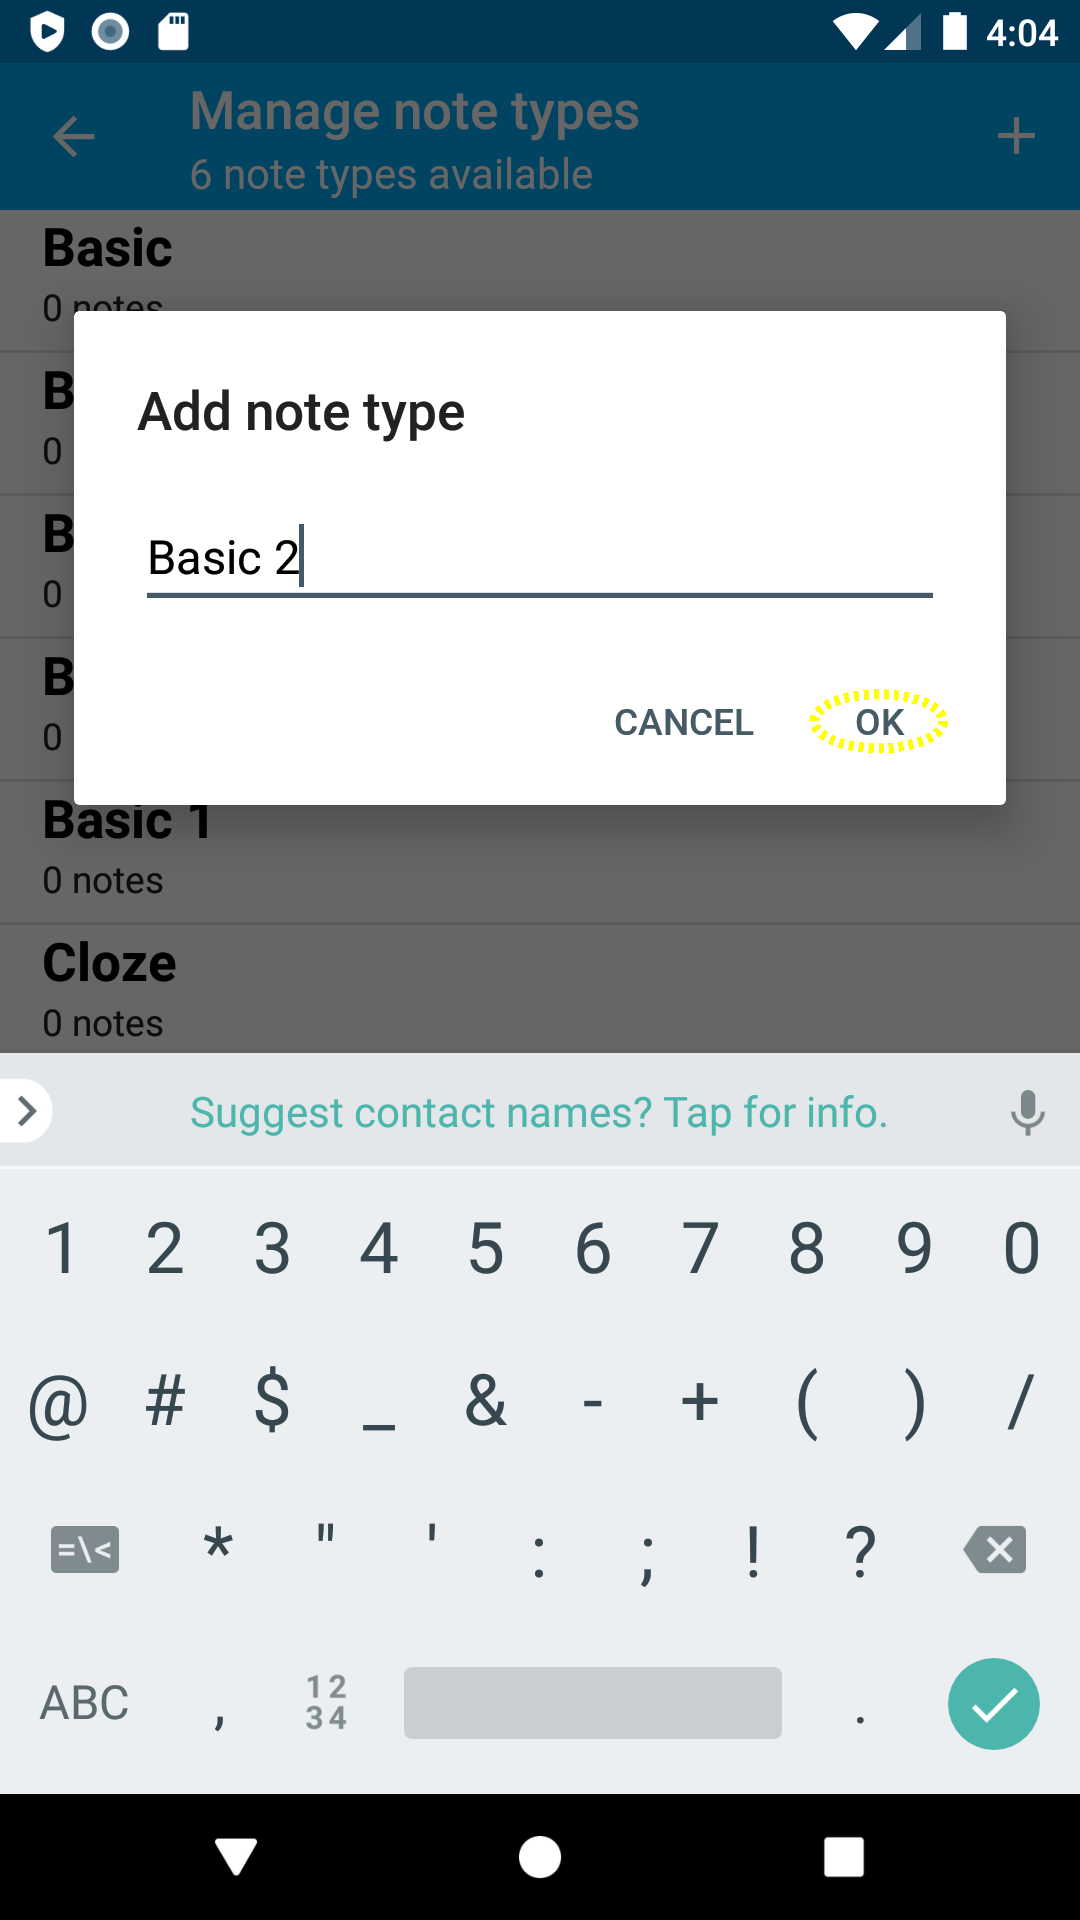 4:04
Manage note types
6 note types available
Basic
0 notes
B
0
B
0
B
0
Add note type
Basic 2
CANCEL OK
Basic 1
0 notes
Cloze
0 notes
Suggest contact names? Tap for info.
1 2 3 4 5 6 7 8 9 0
@ # $ _ & - + ( ) /
=\< * " ' : ; ! ?
ABC , 12 34 .